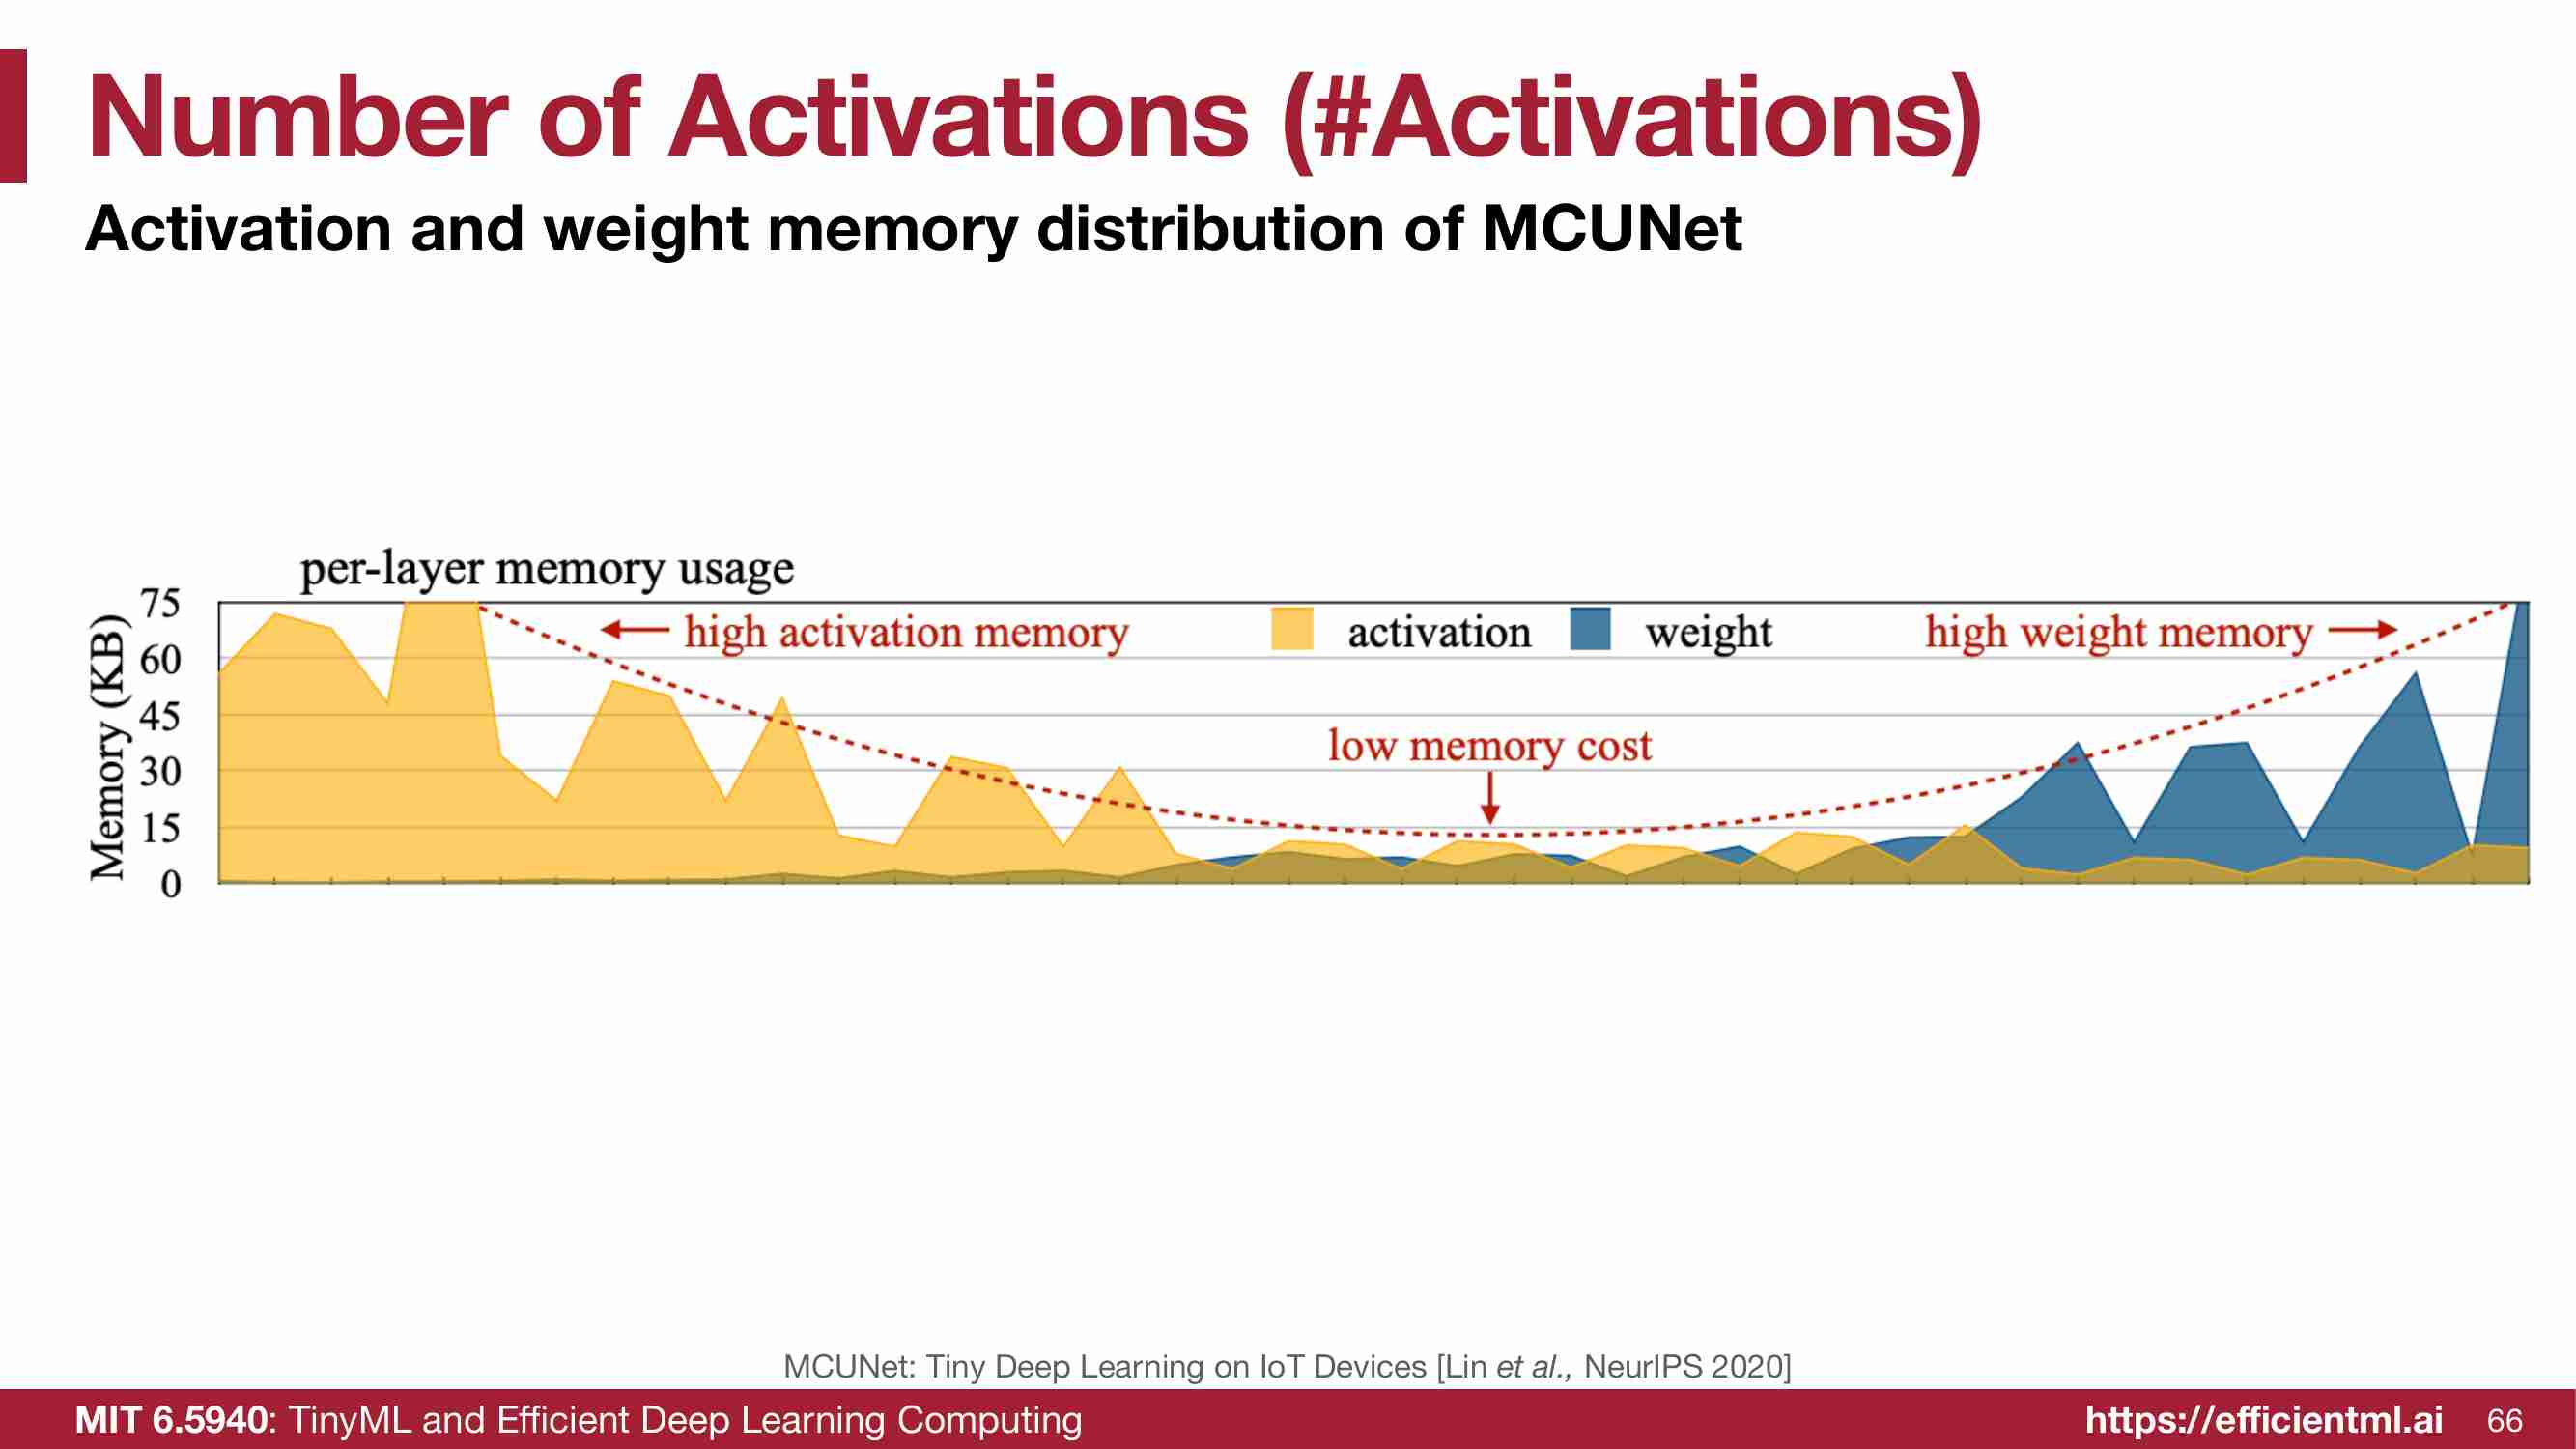 Number of Activations (#Activations)
Activation and weight memory distribution of MCUNet
per-layer memory usage
Memory (KB)
75
60
45
30
15
0
high activation memory
activation
weight
high weight memory
low memory cost
MCUNet: Tiny Deep Learning on IoT Devices [Lin et al., NeurIPS 2020]
MIT 6.5940: TinyML and Efficient Deep Learning Computing
https://efficientml.ai
66